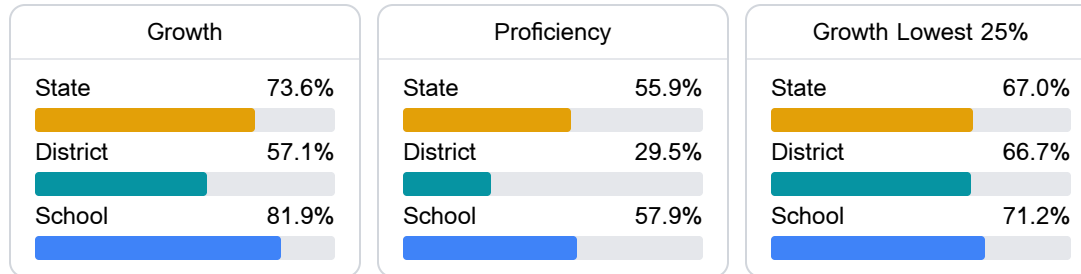 Growth
State 73.6%
District 57.1%
School 81.9%
Proficiency
State 55.9%
District 29.5%
School 57.9%
Growth Lowest 25%
State 67.0%
District 66.7%
School 71.2%